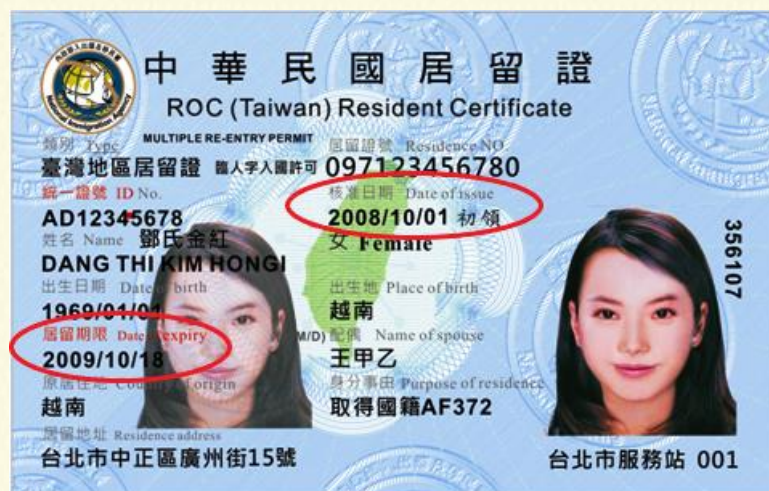 中華民國居留證
ROC (Taiwan) Resident Certificate
類別 Type MULTIPLE RE-ENTRY PERMIT 居留證號 Residence NO.
臺灣地區居留證 臨人字入國許可 097123456780
統一證號 ID No. 核准日期 Date of issue
AD12345678 2008/10/01 初領
姓名 Name 鄧氏金紅 女 Female
DANG THI KIM HONGI
出生日期 Date of birth 出生地 Place of birth
1969/01/01 越南
居留期限 Date of expiry (M/D) 配偶 Name of spouse
2009/10/18 王甲乙
原居住地 Country of origin 身分事由 Purpose of residence
越南 取得國籍AF372
居留地址 Residence address
台北市中正區廣州街15號 台北市服務站 001
356107